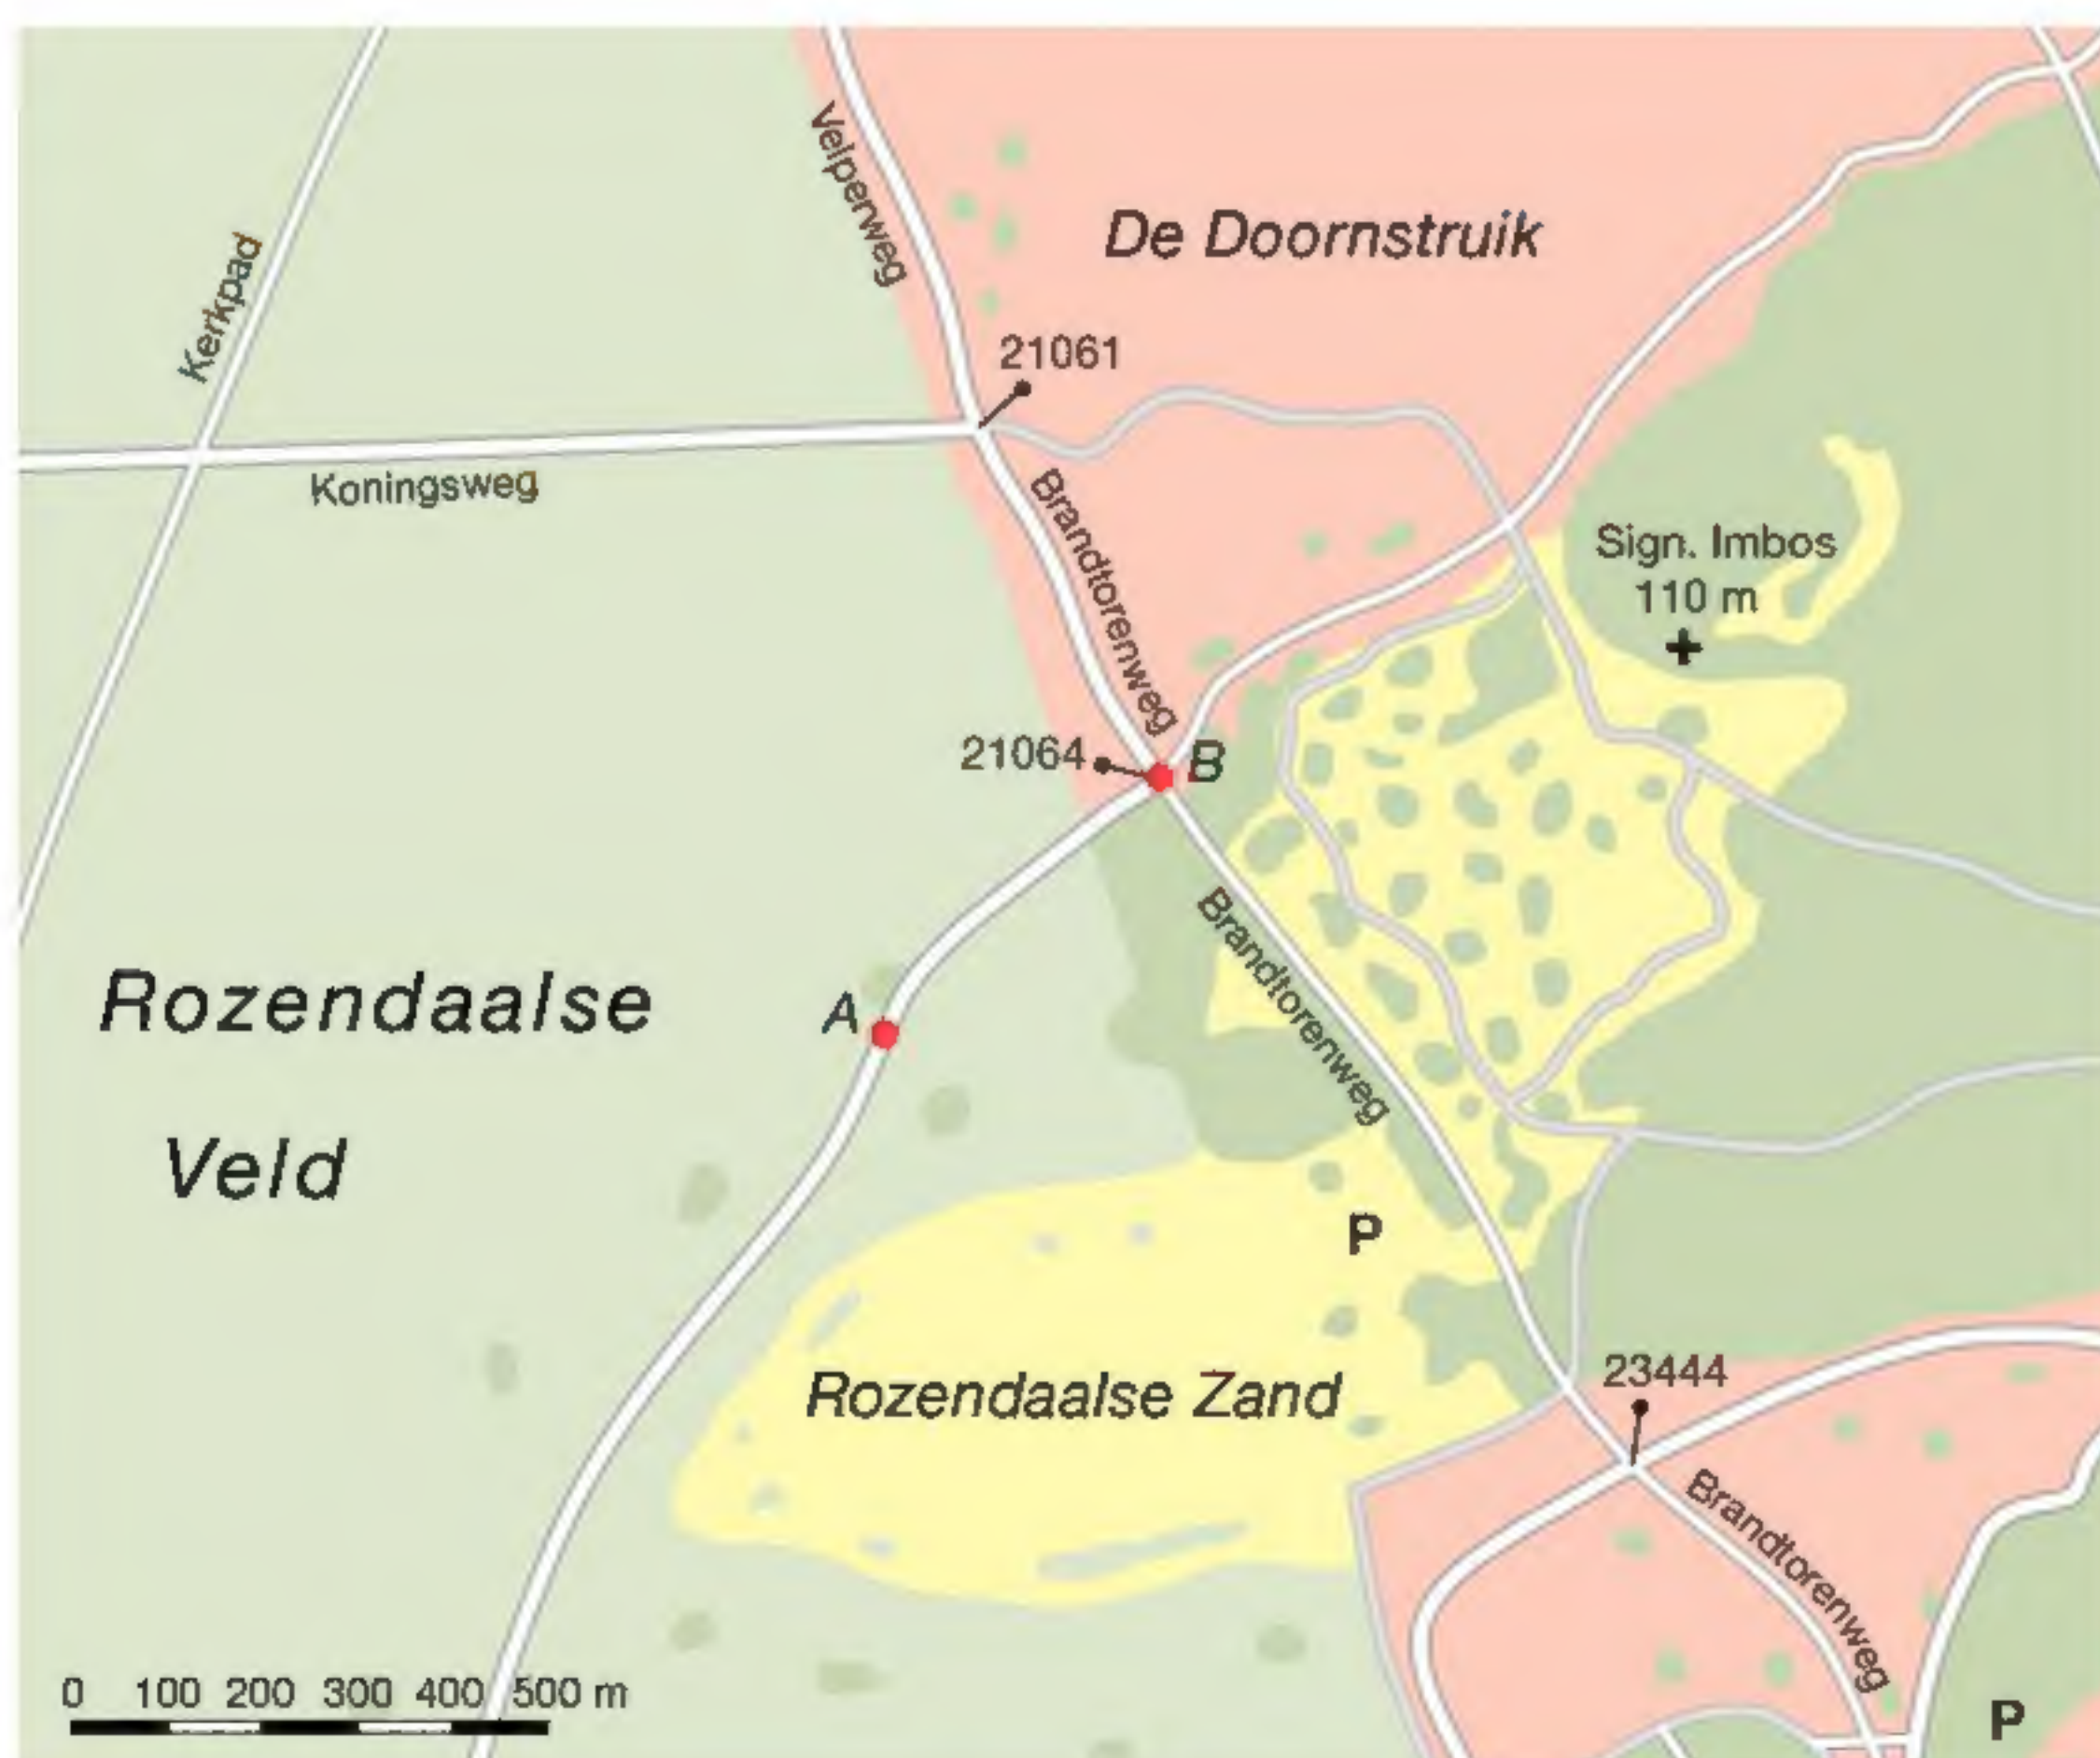 Velperweg
De Doornstruik
Kerkpad
21061
Koningsweg
Brandtorenweg
Sign. Imbos
110 m
21064
B
Brandtorenweg
A
Rozendaalse
Veld
P
Rozendaalse Zand
23444
Brandtorenweg
0 100 200 300 400 500 m
P